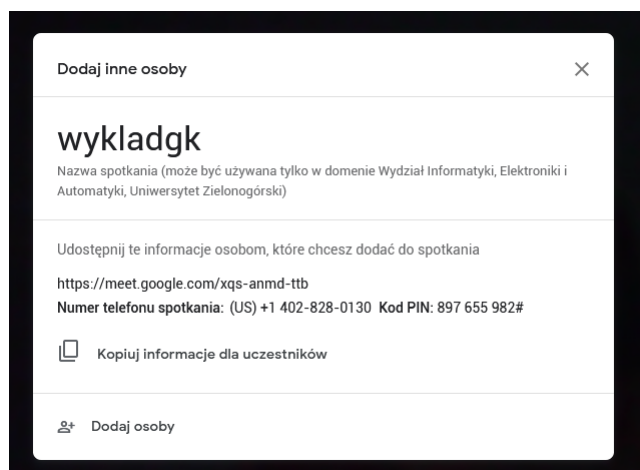 Dodaj inne osoby
wykladgk
Nazwa spotkania (może być używana tylko w domenie Wydział Informatyki, Elektroniki i
Automatyki, Uniwersytet Zielonogórski)
Udostępnij te informacje osobom, które chcesz dodać do spotkania
https://meet.google.com/xqs-anmd-ttb
Numer telefonu spotkania: (US) +1 402-828-0130 Kod PIN: 897 655 982#
Kopiuj informacje dla uczestników
Dodaj osoby